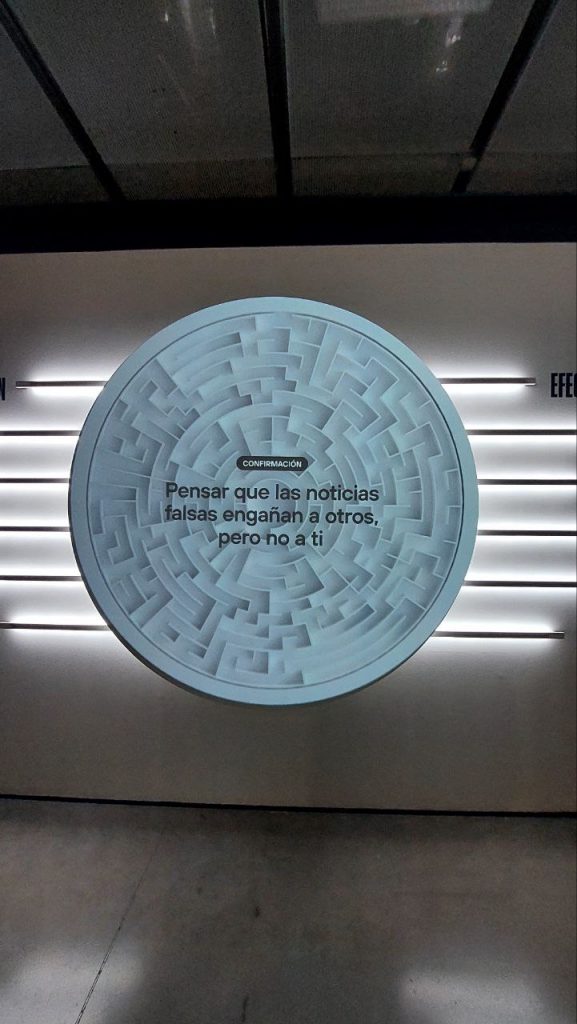 CONFIRMACIÓN
Pensar que las noticias
falsas engañan a otros,
pero no a ti